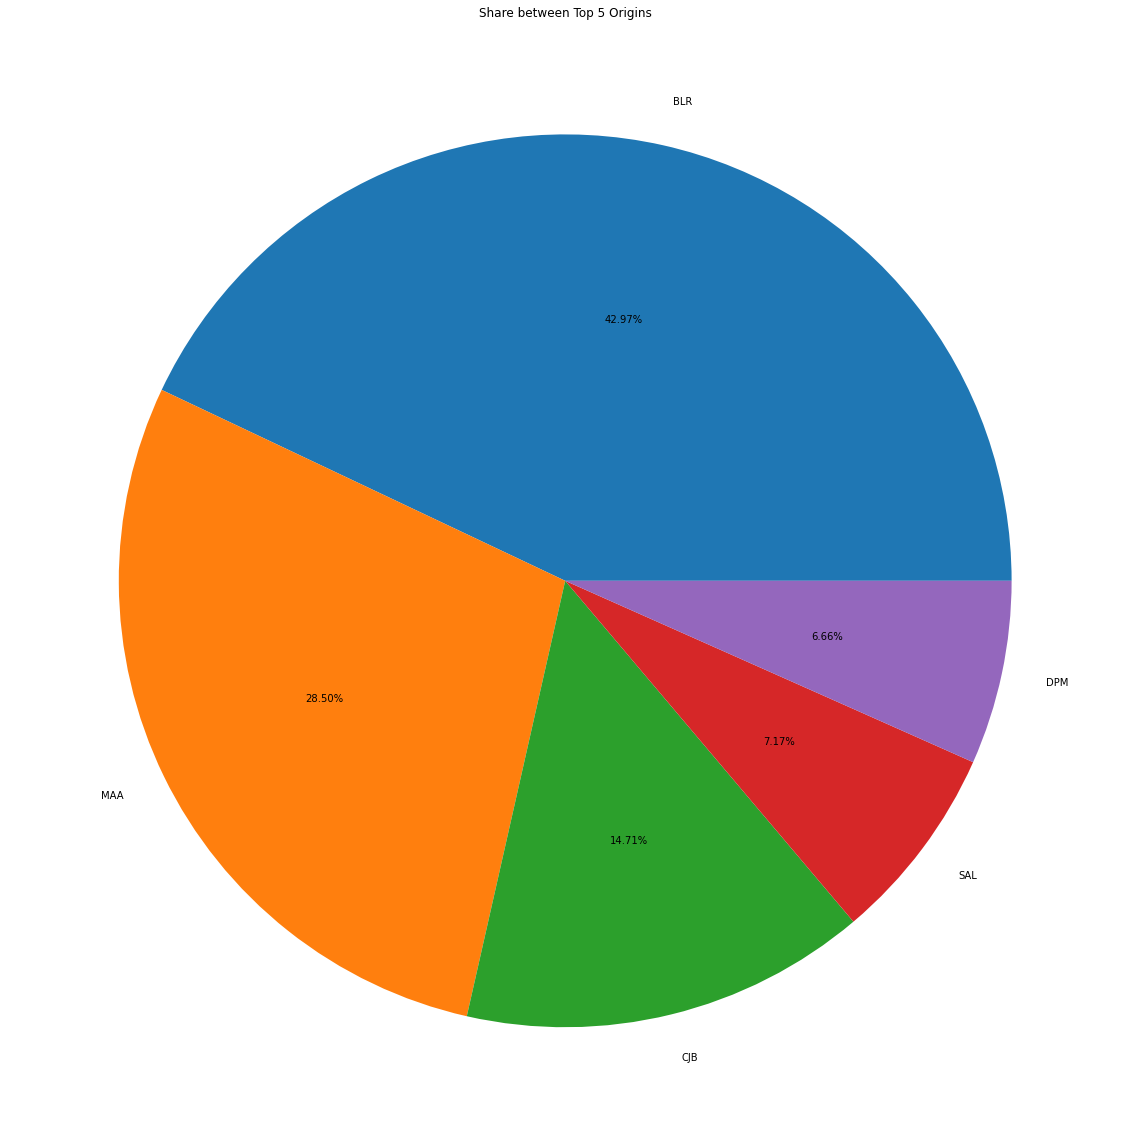 Share between Top 5 Origins
BLR
42.97%
28.50%
MAA
14.71%
CJB
7.17%
SAL
6.66%
DPM